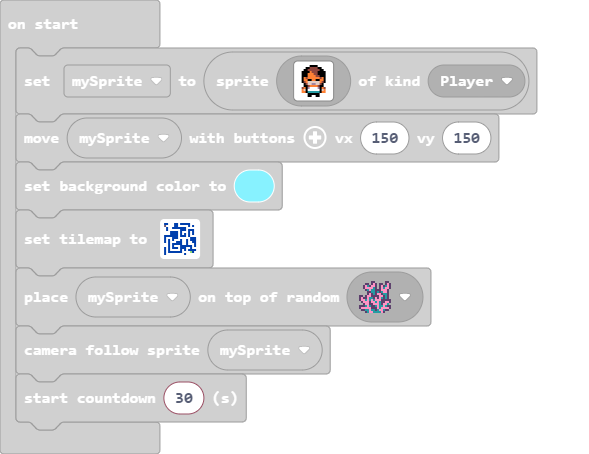 on start
set mySprite to sprite of kind Player
move mySprite with buttons vx 150 vy 150
set background color to
set tilemap to
place mySprite on top of random
camera follow sprite mySprite
start countdown 30 (s)